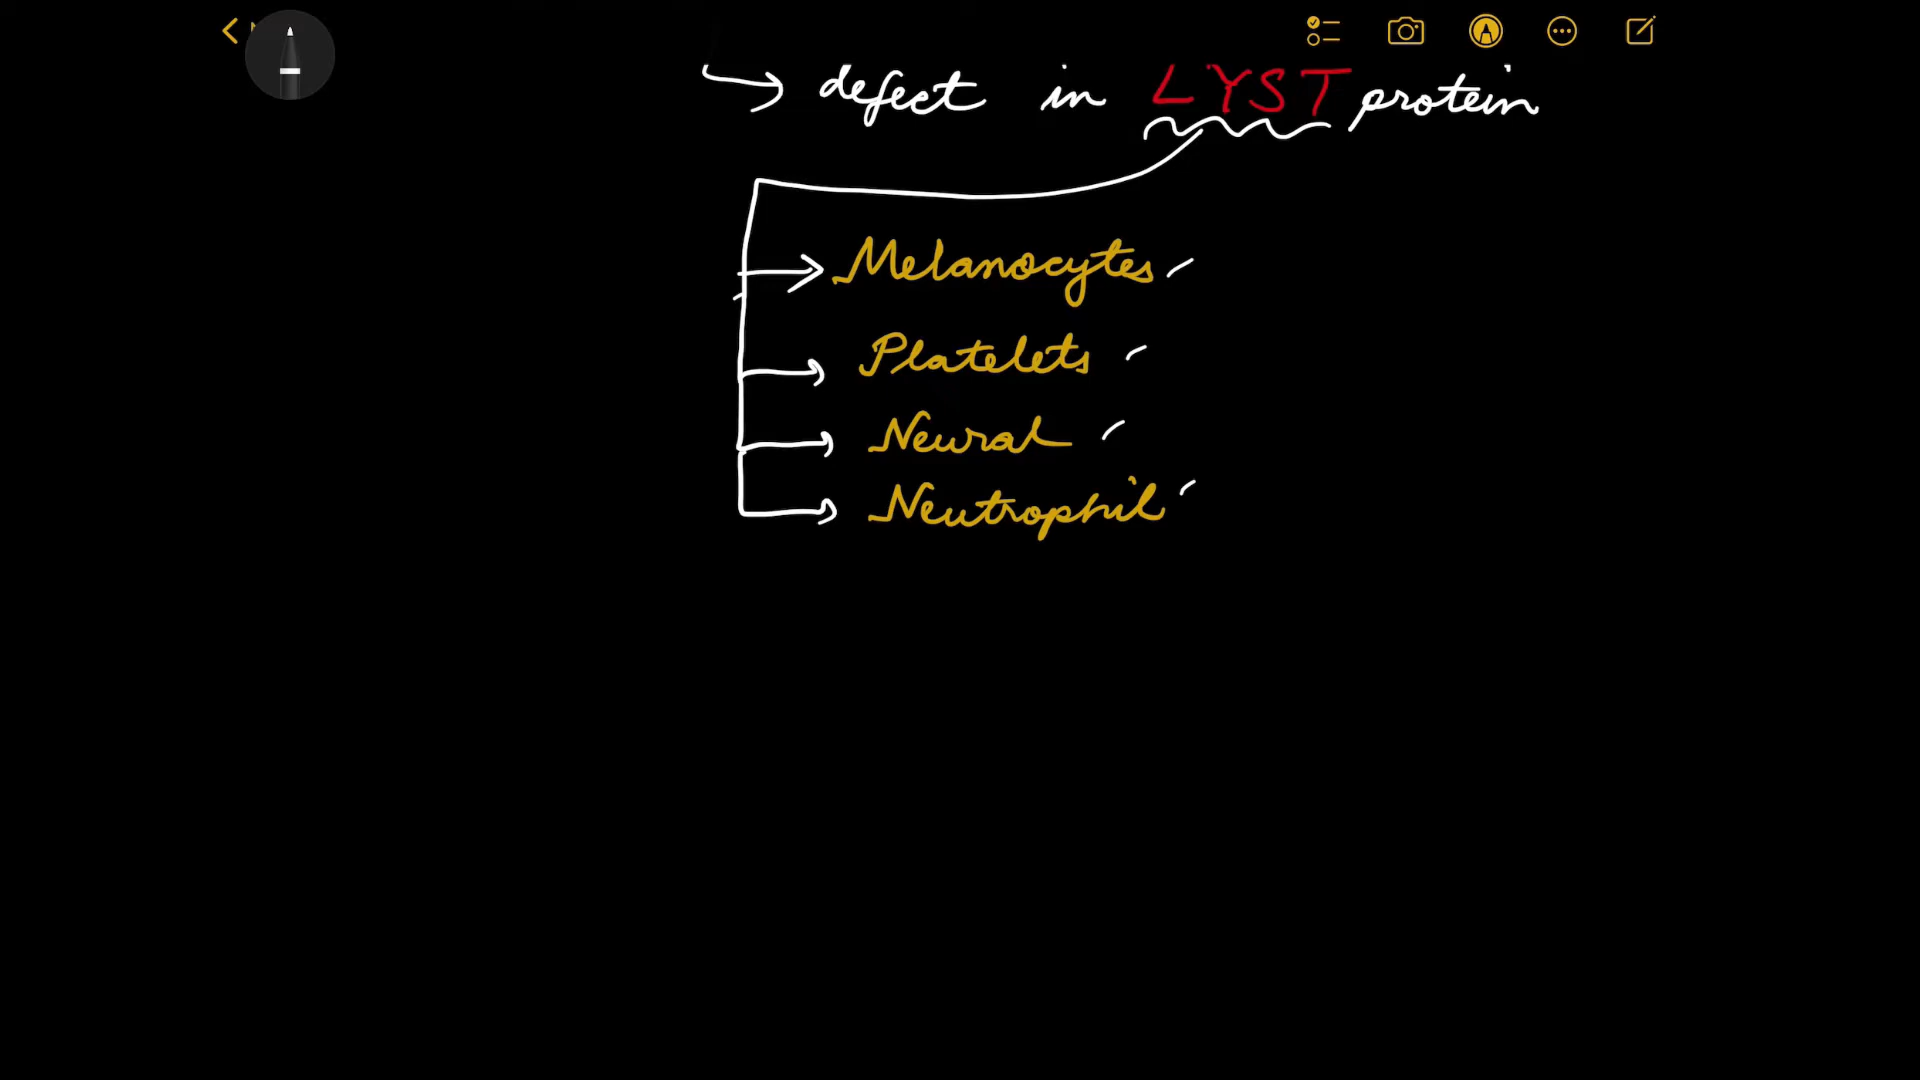 defect in LYST protein
Melanocytes
Platelets
Neural
Neutrophil